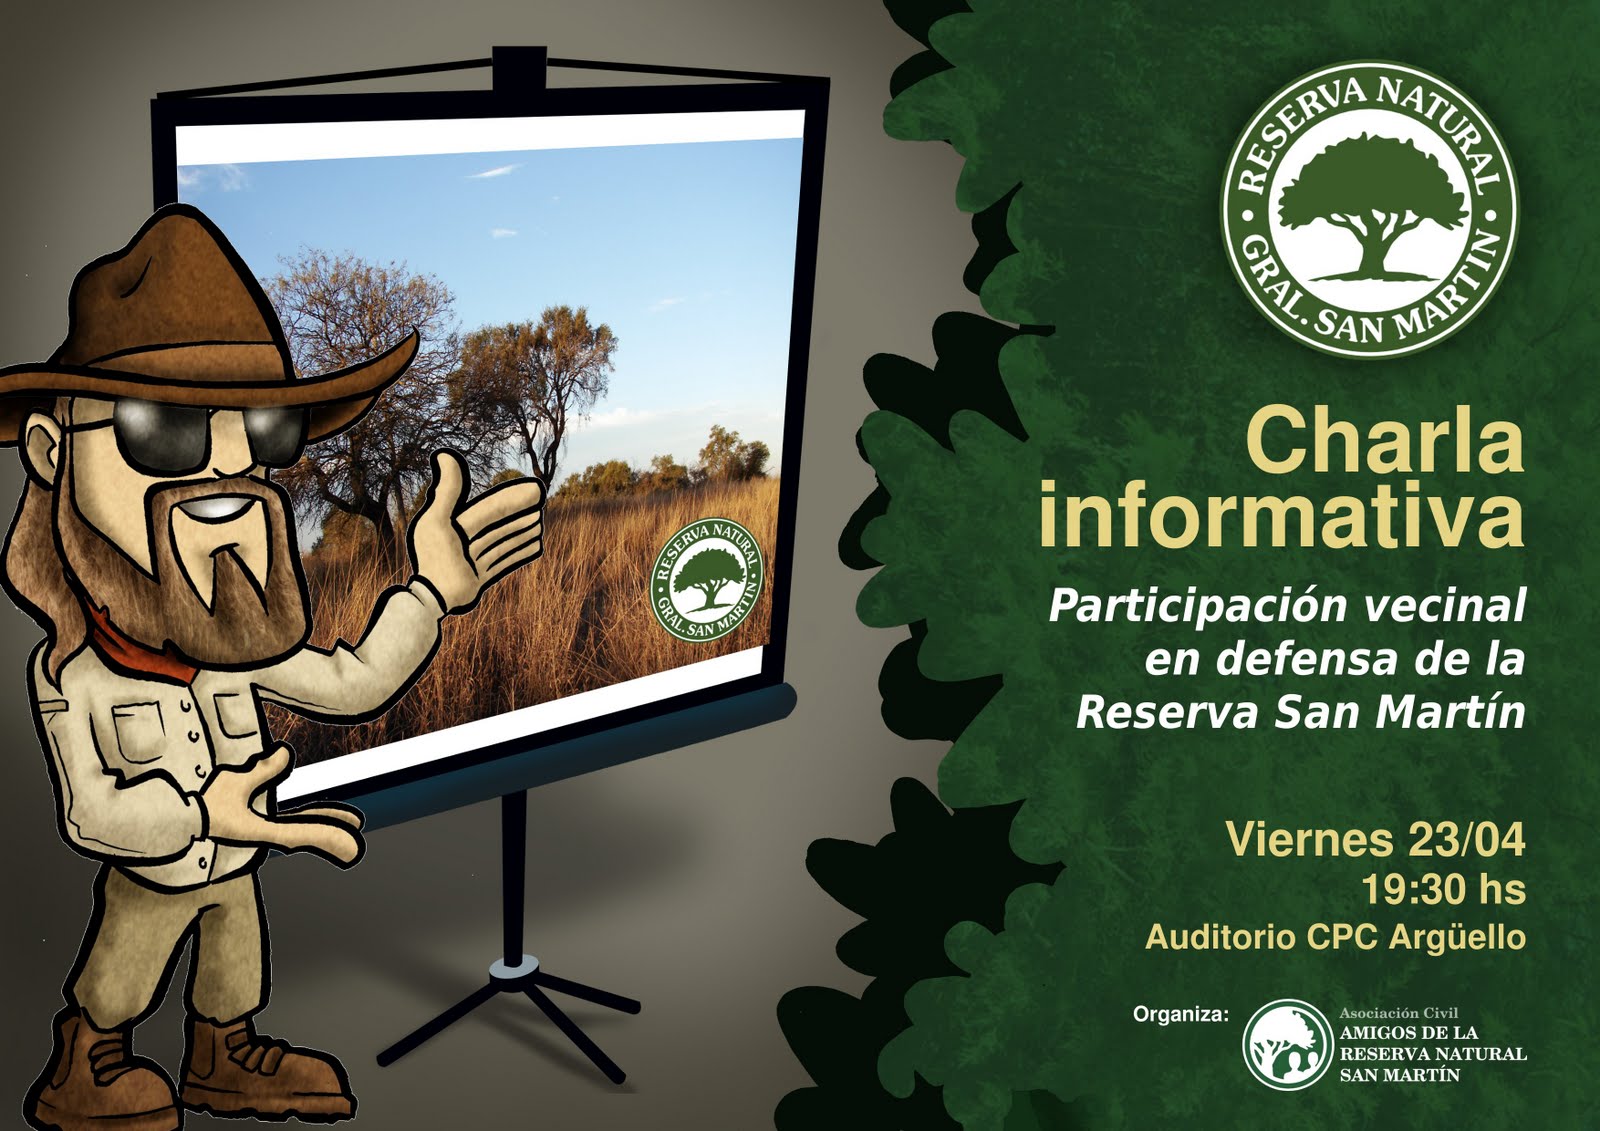 RESERVA NATURAL
GRAL. SAN MARTIN
RESERVA NATURAL
GRAL. SAN MARTIN
Charla
informativa
Participación vecinal
en defensa de la
Reserva San Martín
Viernes 23/04
19:30 hs
Auditorio CPC Argüello
Organiza:
Asociación Civil
AMIGOS DE LA
RESERVA NATURAL
SAN MARTÍN